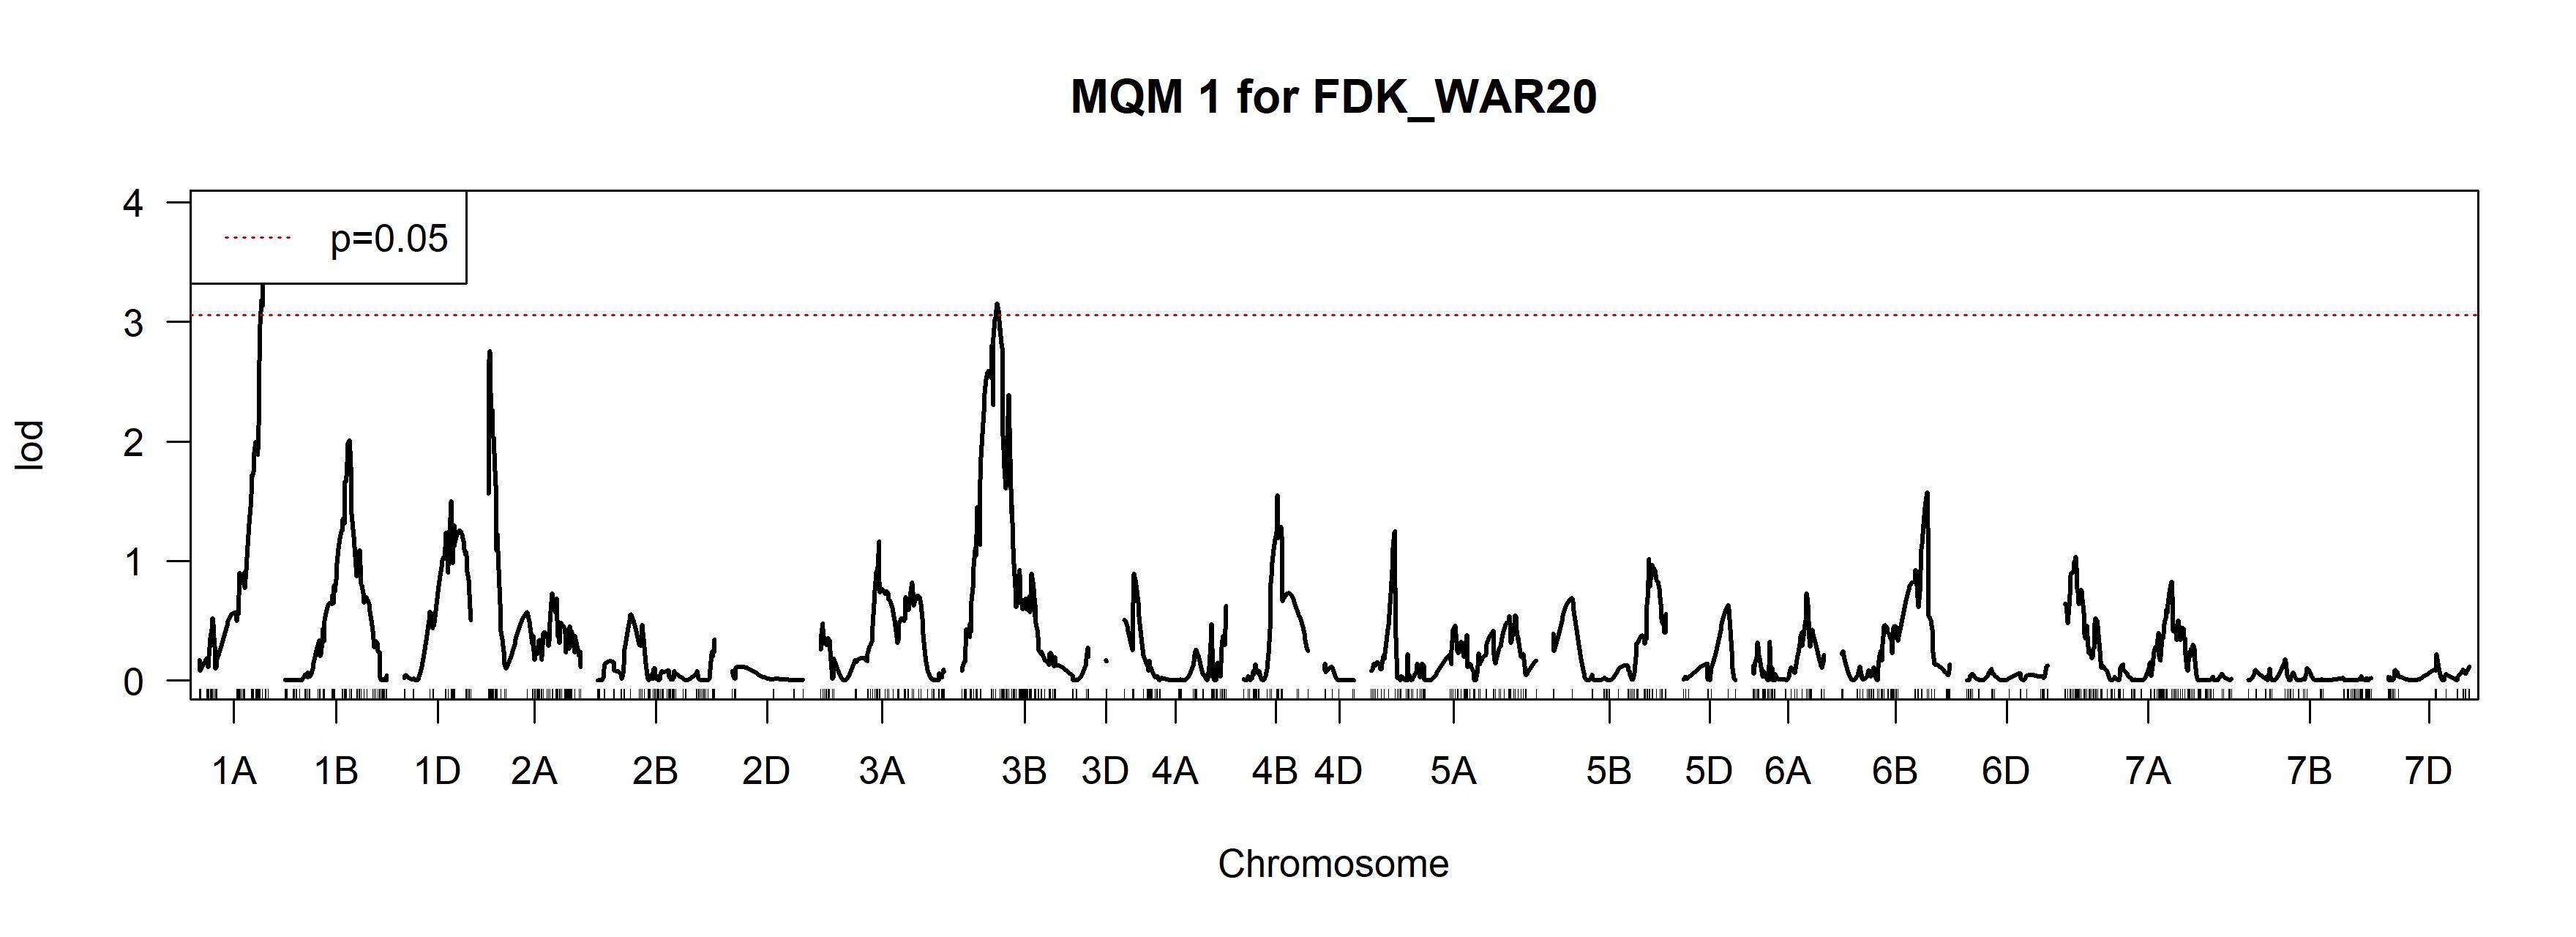 MQM 1 for FDK_WAR20
4
p=0.05
3
2
1
0
lod
1A 1B 1D 2A 2B 2D 3A 3B 3D 4A 4B 4D 5A 5B 5D 6A 6B 6D 7A 7B 7D
Chromosome